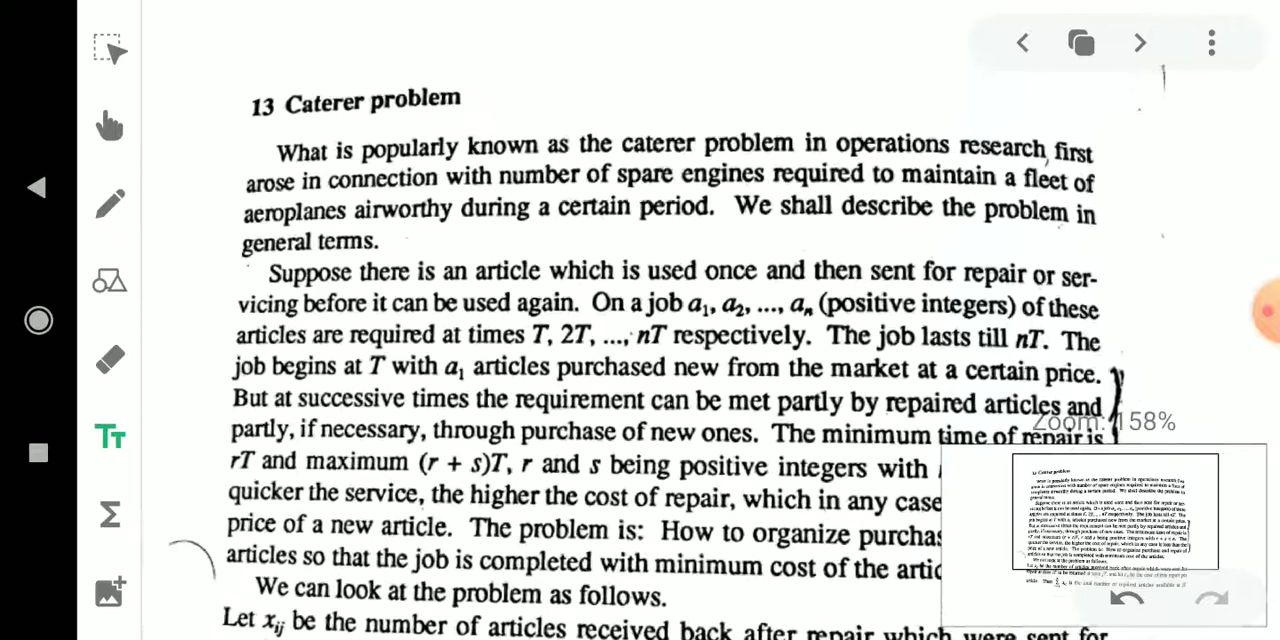 13 Caterer problem
What is popularly known as the caterer problem in operations research first
arose in connection with number of spare engines required to maintain a fleet of
aeroplanes airworthy during a certain period. We shall describe the problem in
general terms.
Suppose there is an article which is used once and then sent for repair or ser-
vicing before it can be used again. On a job a₁, a₂, ..., aₙ (positive integers) of these
articles are required at times T, 2T, ..., nT respectively. The job lasts till nT. The
job begins at T with a₁ articles purchased new from the market at a certain price.
But at successive times the requirement can be met partly by repaired articles and
Zoom: 158%
partly, if necessary, through purchase of new ones. The minimum time of repair is
rT and maximum (r + s)T, r and s being positive integers with
quicker the service, the higher the cost of repair, which in any case
price of a new article. The problem is: How to organize
articles so that the job is completed with minimum cost of the
We can look at the problem as follows.
Let xᵢⱼ be the number of articles received back after repair which were sent for